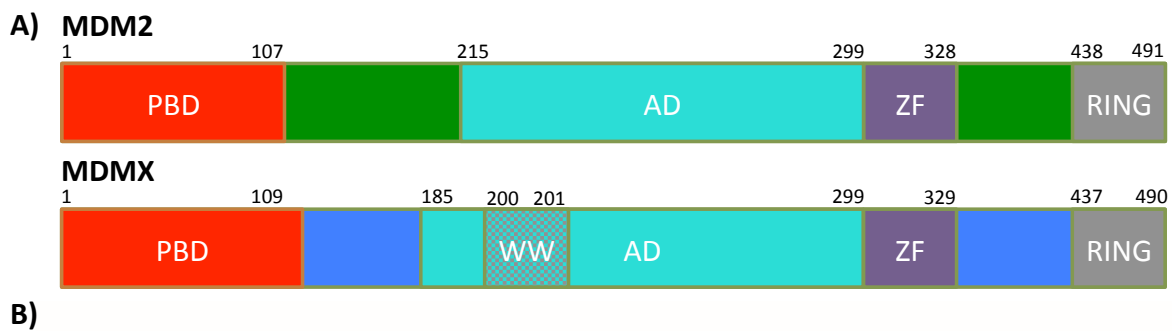 A) MDM2
1 107 215 299 328 438 491
PBD AD ZF RING
MDMX
1 109 185 200 201 299 329 437 490
PBD WW AD ZF RING
B)